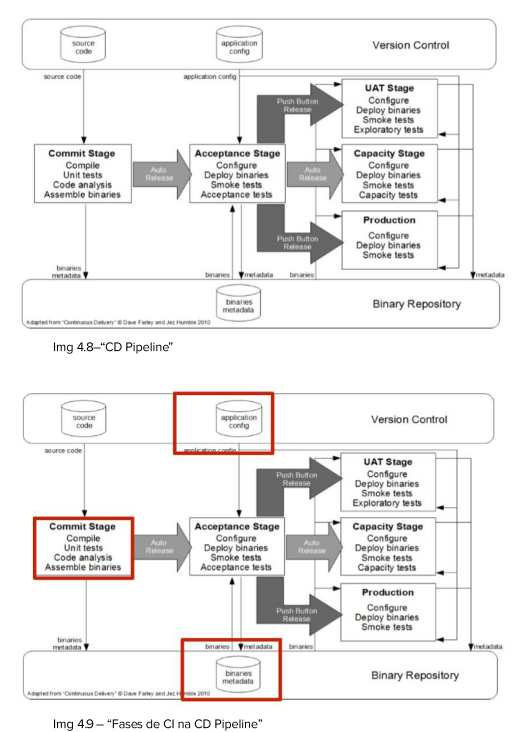 source
code
application
config
Version Control
source code
application config
Push Button
Release
UAT Stage
Configure
Deploy binaries
Smoke tests
Exploratory tests
Commit Stage
Compile
Unit tests
Code analysis
Assemble binaries
Auto
Release
Acceptance Stage
Configure
Deploy binaries
Smoke tests
Acceptance tests
Auto
Release
Capacity Stage
Configure
Deploy binaries
Smoke tests
Capacity tests
Push Button
Release
Production
Configure
Deploy binaries
Smoke tests
binaries
metadata
binaries
metadata
binaries
metadata
binaries
metadata
Binary Repository
Adapted from "Continuous Delivery" © Dave Farley and Jez Humble 2010
Img 4.8–“CD Pipeline”
source
code
application
config
Version Control
source code
application config
Push Button
Release
UAT Stage
Configure
Deploy binaries
Smoke tests
Exploratory tests
Commit Stage
Compile
Unit tests
Code analysis
Assemble binaries
Auto
Release
Acceptance Stage
Configure
Deploy binaries
Smoke tests
Acceptance tests
Auto
Release
Capacity Stage
Configure
Deploy binaries
Smoke tests
Capacity tests
Push Button
Release
Production
Configure
Deploy binaries
Smoke tests
binaries
metadata
binaries
metadata
binaries
metadata
binaries
metadata
Binary Repository
Adapted from "Continuous Delivery" © Dave Farley and Jez Humble 2010
Img 4.9 – “Fases de CI na CD Pipeline”